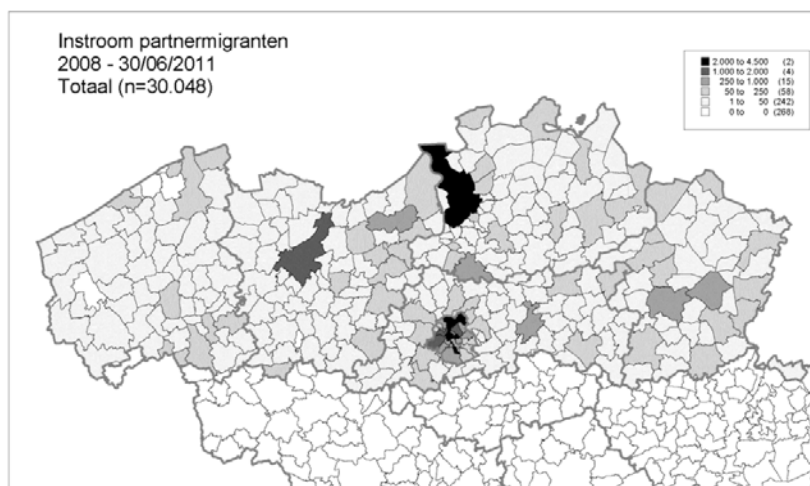 Instroom partnermigranten
2008 - 30/06/2011
Totaal (n=30.048)
2.000 to 4.500 (2)
1.000 to 2.000 (4)
250 to 1.000 (15)
50 to 250 (58)
1 to 50 (242)
0 to 0 (268)